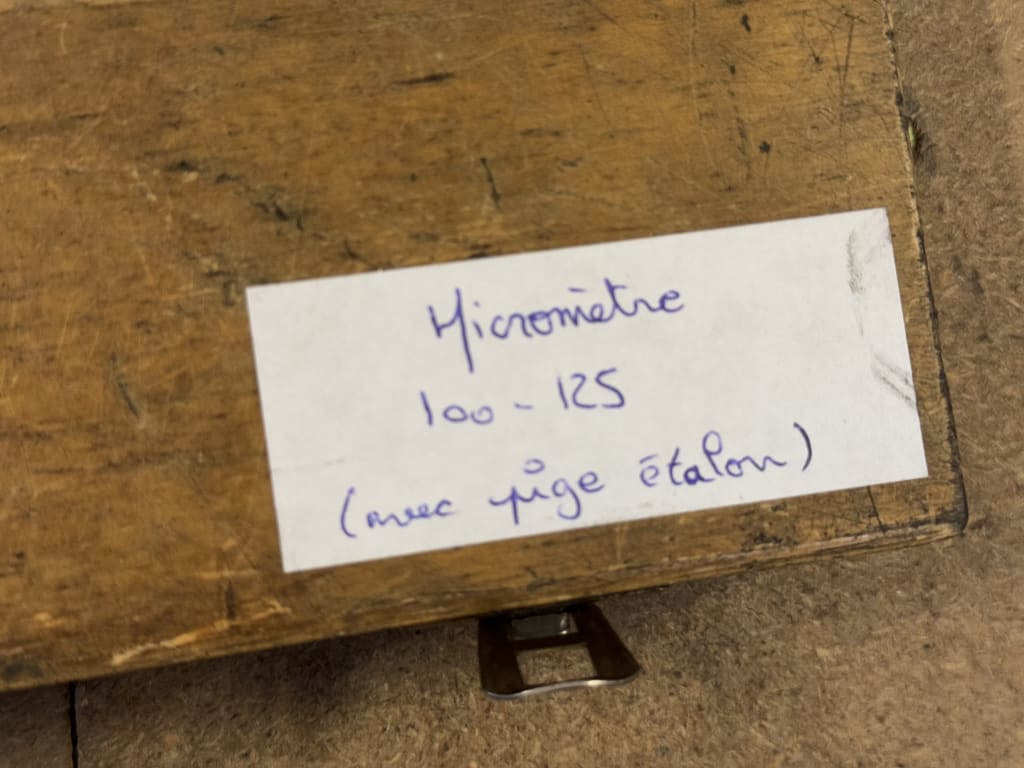 Micromètre
100 - 125
(avec pige étalon)